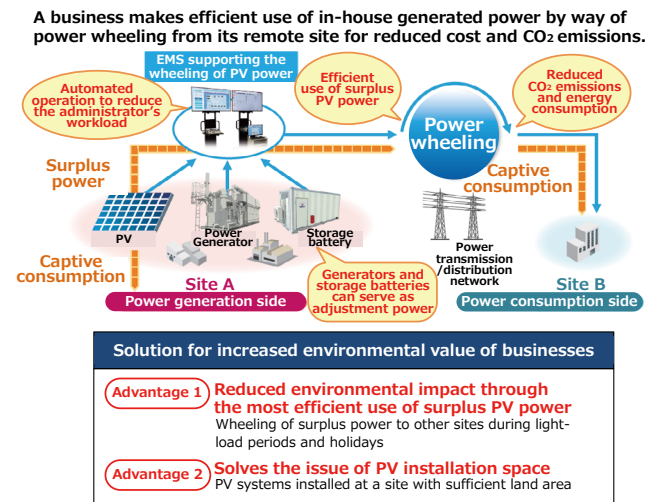 A business makes efficient use of in-house generated power by way of
power wheeling from its remote site for reduced cost and CO₂ emissions.
EMS supporting the
wheeling of PV power
Automated
operation to reduce
the administrator's
workload
Efficient
use of surplus
PV power
Reduced
CO₂ emissions
and energy
consumption
Power
wheeling
Surplus
power
Captive
consumption
PV
Power
Generator
Storage
battery
Power
transmission
/distribution
network
Captive
consumption
Generators and
storage batteries
can serve as
adjustment power
Site A
Power generation side
Site B
Power consumption side
Solution for increased environmental value of businesses
Advantage 1
Reduced environmental impact through
the most efficient use of surplus PV power
Wheeling of surplus power to other sites during light-
load periods and holidays
Advantage 2
Solves the issue of PV installation space
PV systems installed at a site with sufficient land area